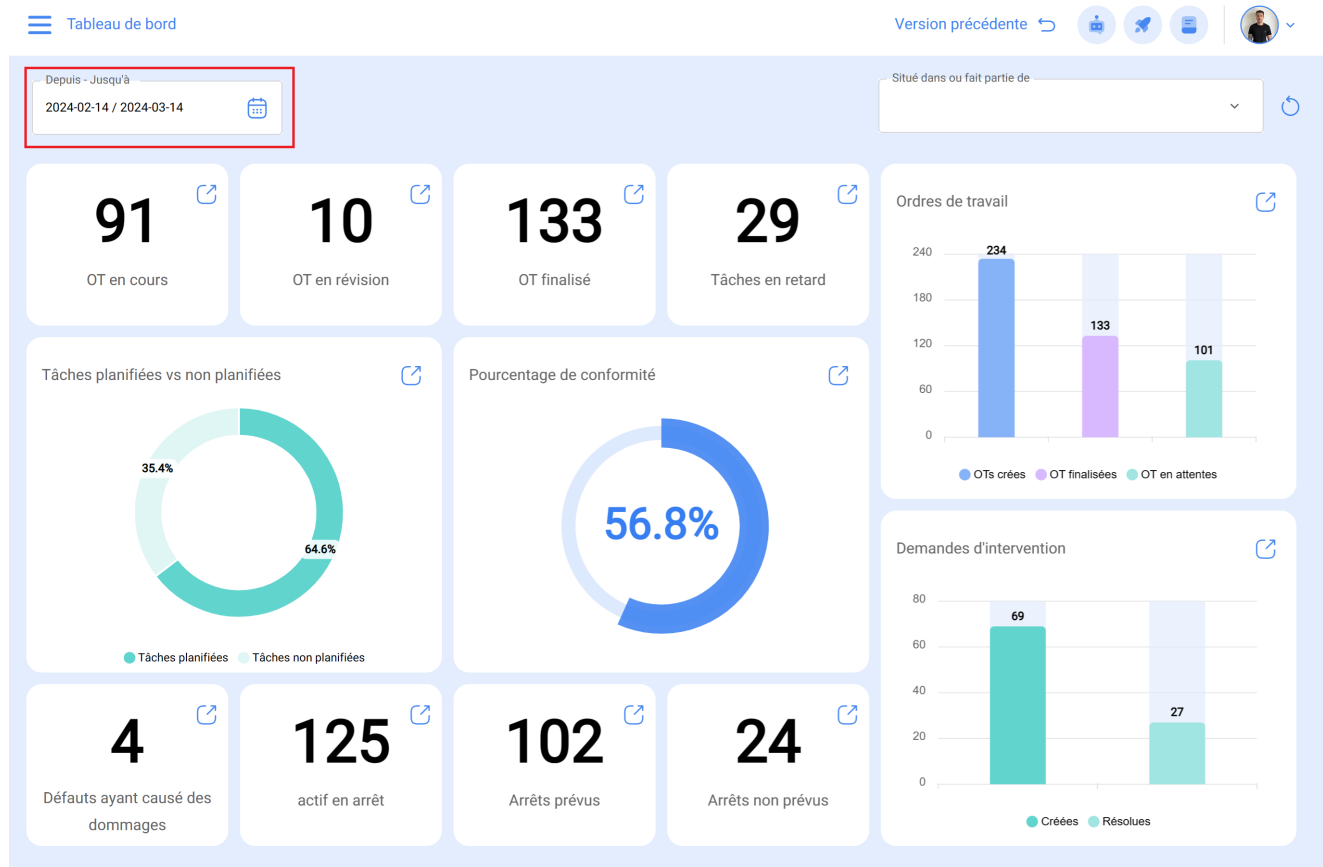 Tableau de bord
Version précédente
Depuis - Jusqu'à
2024-02-14 / 2024-03-14
Situé dans ou fait partie de
91
OT en cours
10
OT en révision
133
OT finalisé
29
Tâches en retard
Ordres de travail
240
180
120
60
0
234
133
101
OTs crées
OT finalisées
OT en attentes
Tâches planifiées vs non planifiées
35.4%
64.6%
Tâches planifiées
Tâches non planifiées
Pourcentage de conformité
56.8%
Demandes d'intervention
80
60
40
20
0
69
27
Créées
Résolues
4
Défauts ayant causé des
dommages
125
actif en arrêt
102
Arrêts prévus
24
Arrêts non prévus